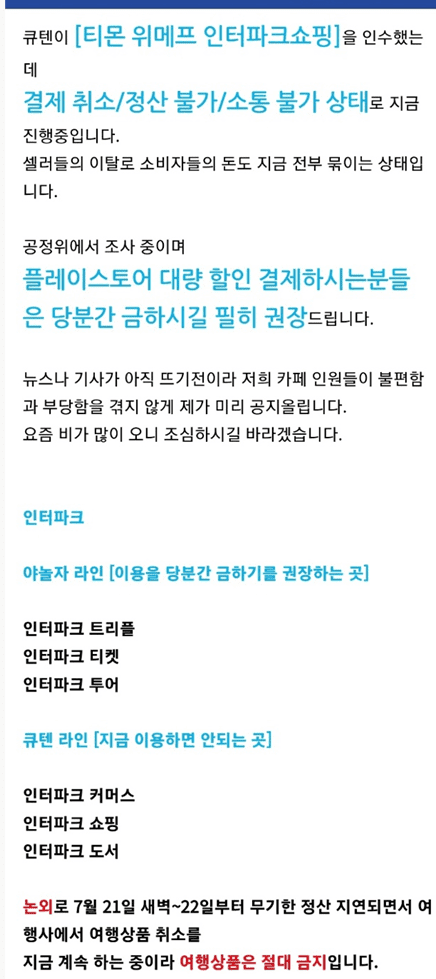 큐텐이 [티몬 위메프 인터파크쇼핑]을 인수했는
데
결제 취소/정산 불가/소통 불가 상태로 지금
진행중입니다.
셀러들의 이탈로 소비자들의 돈도 지금 전부 묶이는 상태입
니다.
공정위에서 조사 중이며
플레이스토어 대량 할인 결제하시는분들
은 당분간 금하시길 필히 권장드립니다.
뉴스나 기사가 아직 뜨기전이라 저희 카페 인원들이 불편함
과 부당함을 겪지 않게 제가 미리 공지올립니다.
요즘 비가 많이 오니 조심하시길 바라겠습니다.
인터파크
야놀자 라인 [이용을 당분간 금하기를 권장하는 곳]
인터파크 트리플
인터파크 티켓
인터파크 투어
큐텐 라인 [지금 이용하면 안되는 곳]
인터파크 커머스
인터파크 쇼핑
인터파크 도서
논외로 7월 21일 새벽~22일부터 무기한 정산 지연되면서 여
행사에서 여행상품 취소를
지금 계속 하는 중이라 여행상품은 절대 금지입니다.